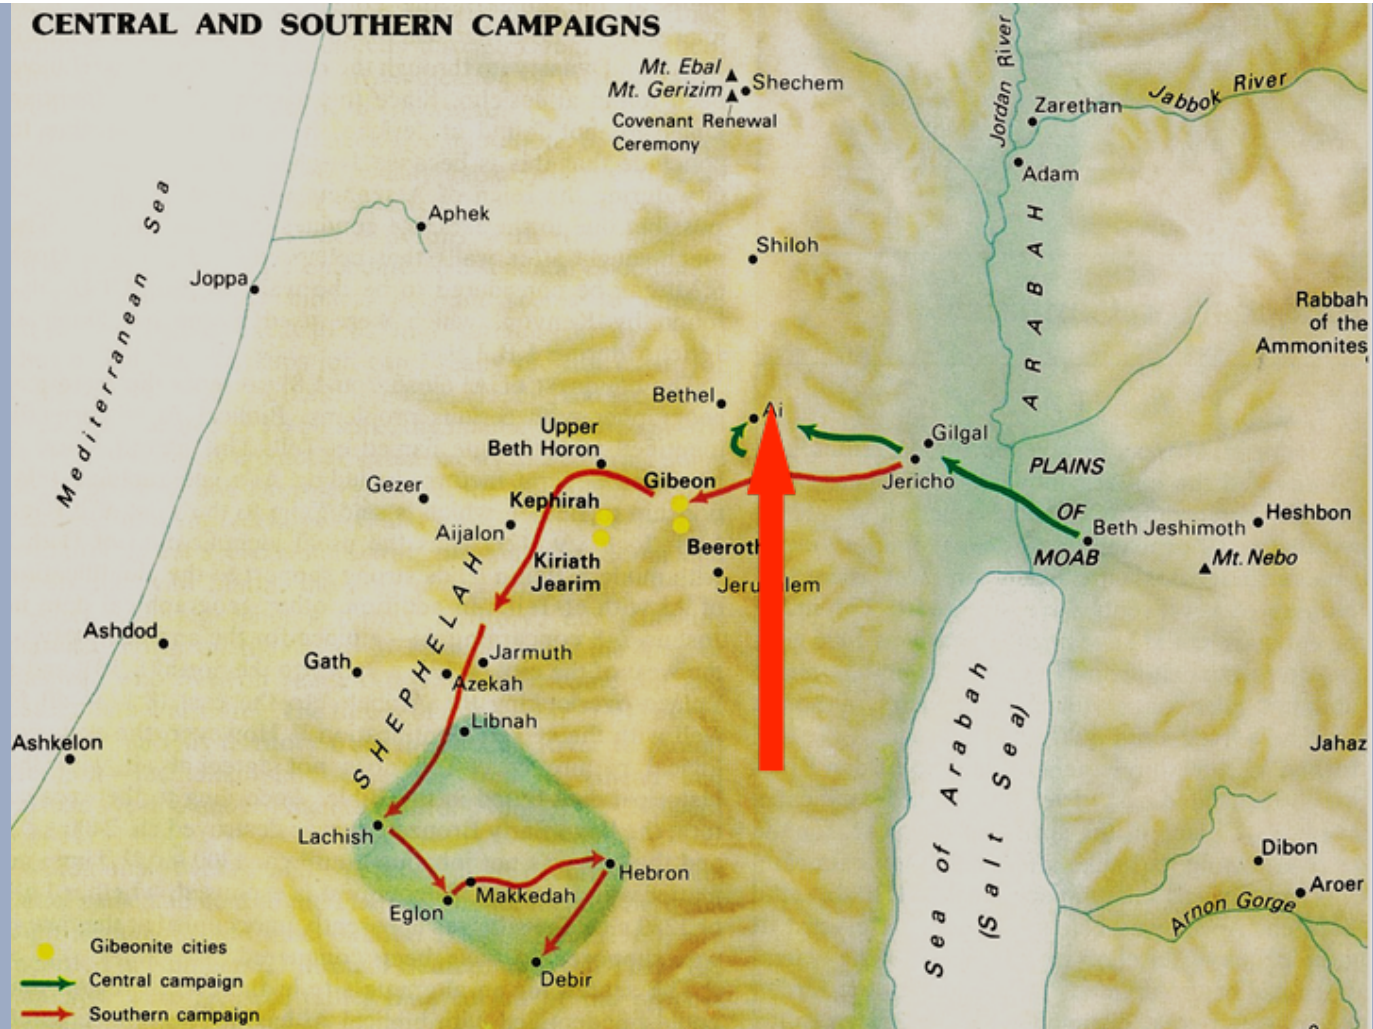 CENTRAL AND SOUTHERN CAMPAIGNS
Mt. Ebal
Mt. Gerizim
Shechem
Covenant Renewal
Ceremony
Jordan River
Zarethan
Jabbok River
Adam
Mediterranean Sea
Aphek
Shiloh
Joppa
ARABAH
Rabbah
of the
Ammonites
Bethel
Ai
Upper
Beth Horon
Gilgal
Jericho
PLAINS
OF
MOAB
Gezer
Gibeon
Kephirah
Aijalon
Beeroth
Kiriath
Jearim
Jerusalem
Beth Jeshimoth
Heshbon
Mt. Nebo
SHEPHELAH
Ashdod
Gath
Jarmuth
Azekah
Libnah
Ashkelon
Sea of Arabah
(Salt Sea)
Jahaz
Lachish
Hebron
Makkedah
Eglon
Debir
Dibon
Aroer
Arnon Gorge
Gibeonite cities
Central campaign
Southern campaign